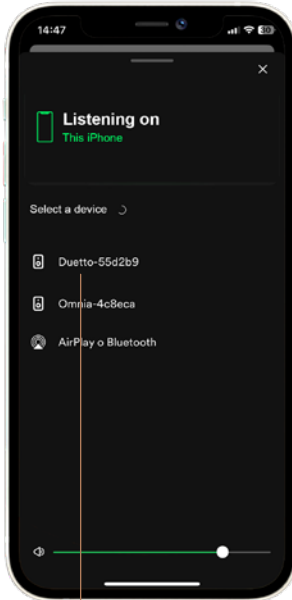 14:47
30
Listening on
This iPhone
Select a device
Duetto-55d2b9
Omnia-4c8eca
AirPlay o Bluetooth